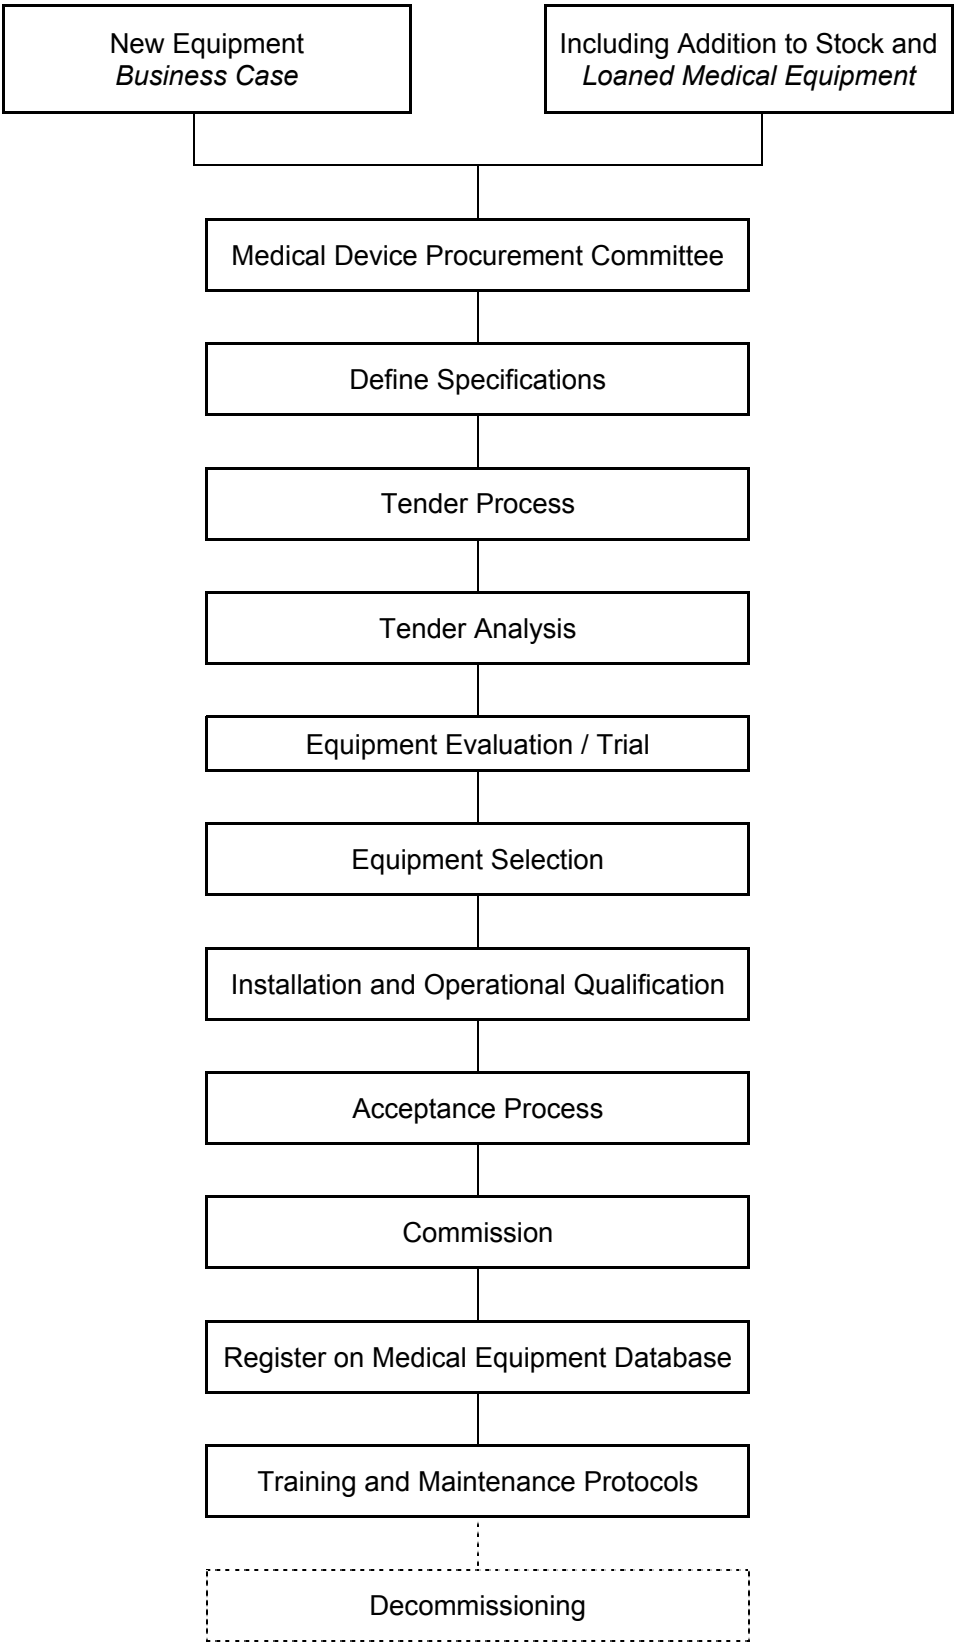 New Equipment
Business Case
Including Addition to Stock and
Loaned Medical Equipment
Medical Device Procurement Committee
Define Specifications
Tender Process
Tender Analysis
Equipment Evaluation / Trial
Equipment Selection
Installation and Operational Qualification
Acceptance Process
Commission
Register on Medical Equipment Database
Training and Maintenance Protocols
Decommissioning